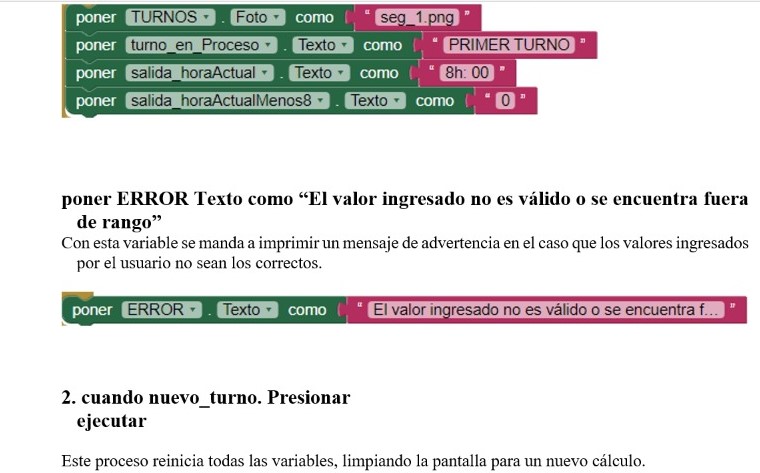 poner TURNOS . Foto como " seg_1.png "
poner turno_en_Proceso . Texto como " PRIMER TURNO "
poner salida_horaActual . Texto como " 8h: 00 "
poner salida_horaActualMenos8 . Texto como " 0 "
poner ERROR Texto como “El valor ingresado no es válido o se encuentra fuera
de rango”
Con esta variable se manda a imprimir un mensaje de advertencia en el caso que los valores ingresados
por el usuario no sean los correctos.
poner ERROR . Texto como " El valor ingresado no es válido o se encuentra f... "
2. cuando nuevo_turno. Presionar
ejecutar
Este proceso reinicia todas las variables, limpiando la pantalla para un nuevo cálculo.